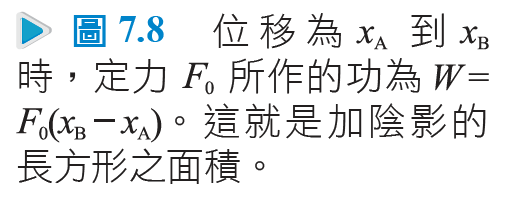 ▶ 圖 7.8 位移為 x_A 到 x_B
時，定力 F_0 所作的功為 W=
F_0(x_B－x_A)。這就是加陰影的
長方形之面積。